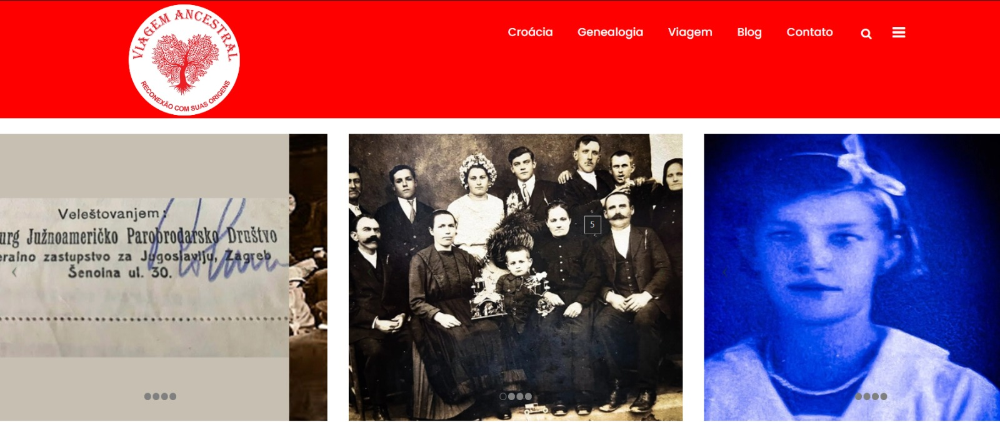 VIAGEM ANCESTRAL
RECONEXÃO COM SUAS ORIGENS
Croácia Genealogia Viagem Blog Contato
Veleštovanjem:
urg Južnoameričko Parobrodarsko Društvo
eralno zastupstvo za Jugoslaviju, Zagreb
Šenoina ul. 30.
5